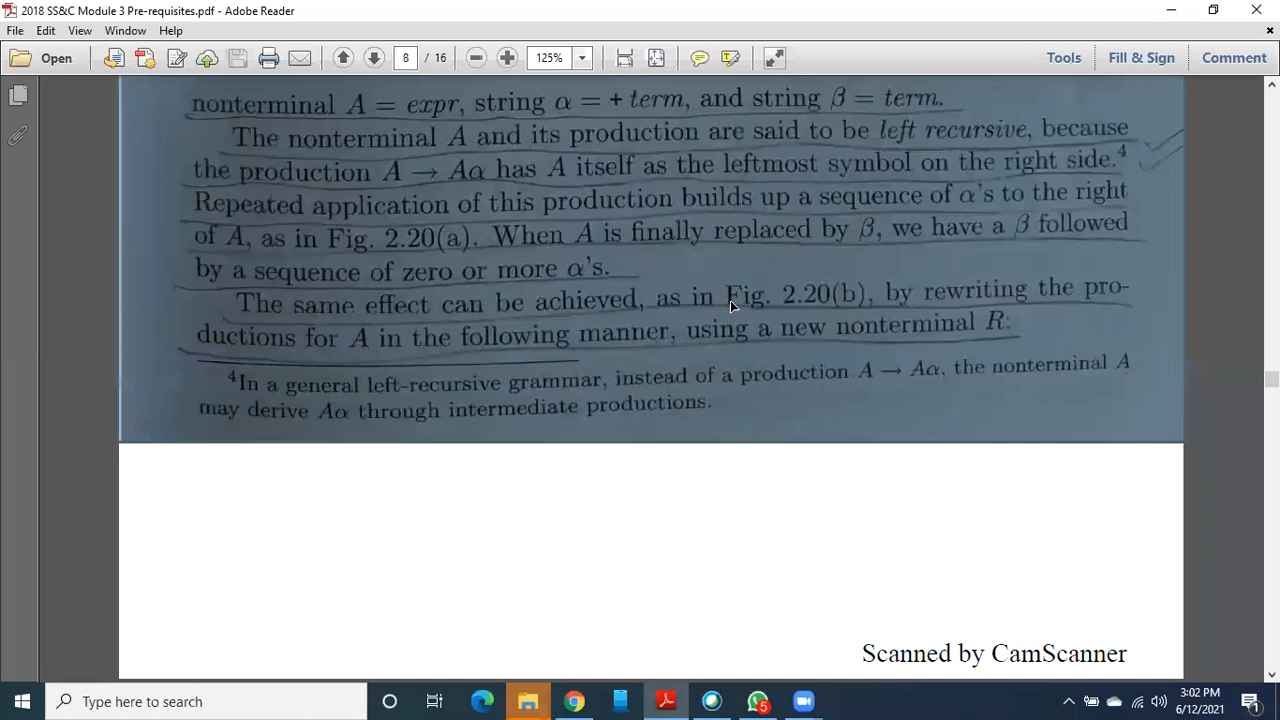 2018 SS&C Module 3 Pre-requisites.pdf - Adobe Reader
File Edit View Window Help
Open 8 / 16 125% Tools Fill & Sign Comment
nonterminal A = expr, string α = + term, and string β = term.
The nonterminal A and its production are said to be left recursive, because
the production A → Aα has A itself as the leftmost symbol on the right side.⁴
Repeated application of this production builds up a sequence of α's to the right
of A, as in Fig. 2.20(a). When A is finally replaced by β, we have a β followed
by a sequence of zero or more α's.
The same effect can be achieved, as in Fig. 2.20(b), by rewriting the pro-
ductions for A in the following manner, using a new nonterminal R:
⁴In a general left-recursive grammar, instead of a production A → Aα, the nonterminal A
may derive Aα through intermediate productions.
Scanned by CamScanner
Type here to search
5
3:02 PM
6/12/2021
1